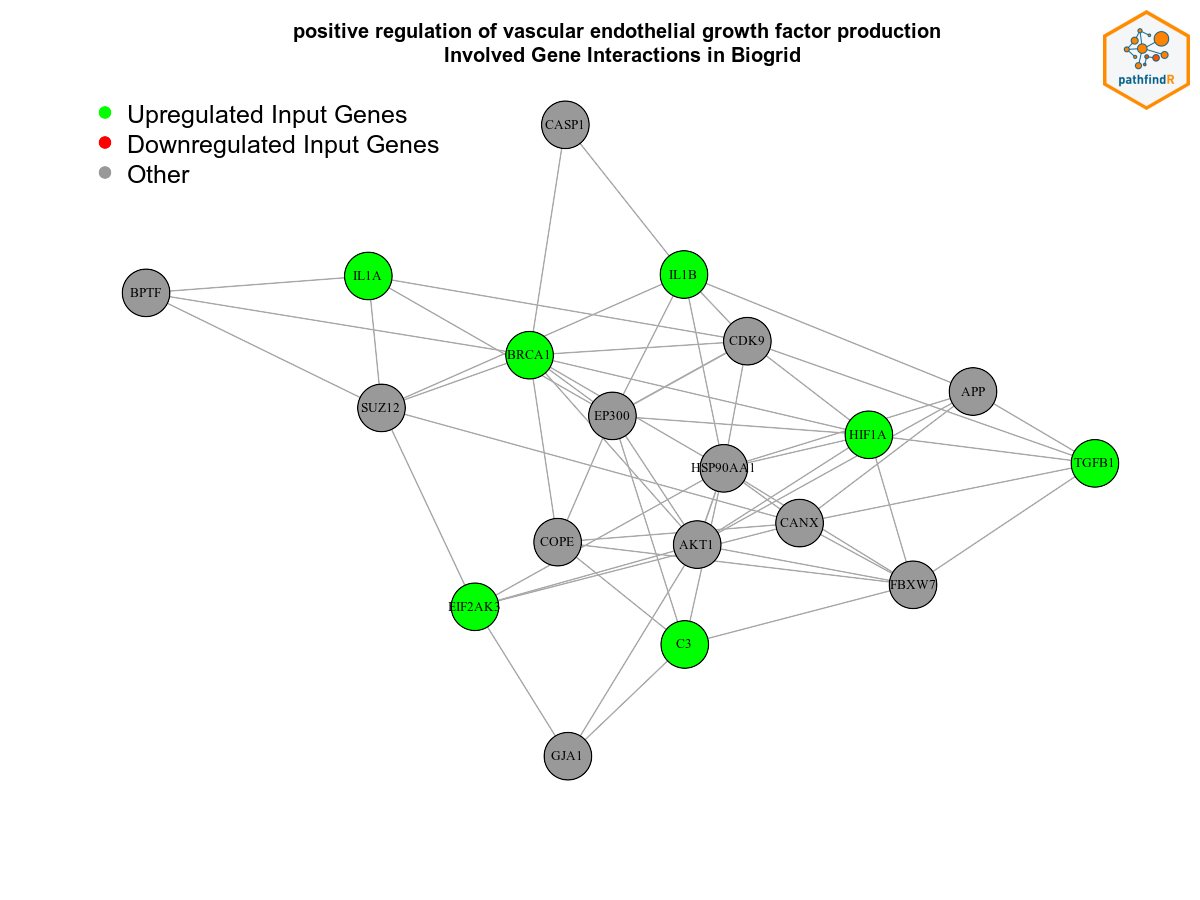 positive regulation of vascular endothelial growth factor production
Involved Gene Interactions in Biogrid
pathfindR
Upregulated Input Genes
Downregulated Input Genes
Other
CASP1
IL1A
IL1B
BPTF
CDK9
BRCA1
APP
SUZ12
EP300
HIF1A
HSP90AA1
TGFB1
CANX
COPE
AKT1
FBXW7
EIF2AK3
C3
GJA1